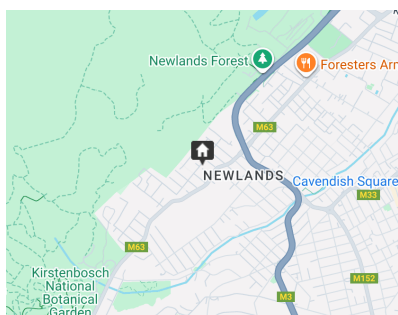 Newlands Forest
Foresters Arm
M63
NEWLANDS
Cavendish Square
M33
M63
Kirstenbosch
National
Botanical
Garden
M152
M3